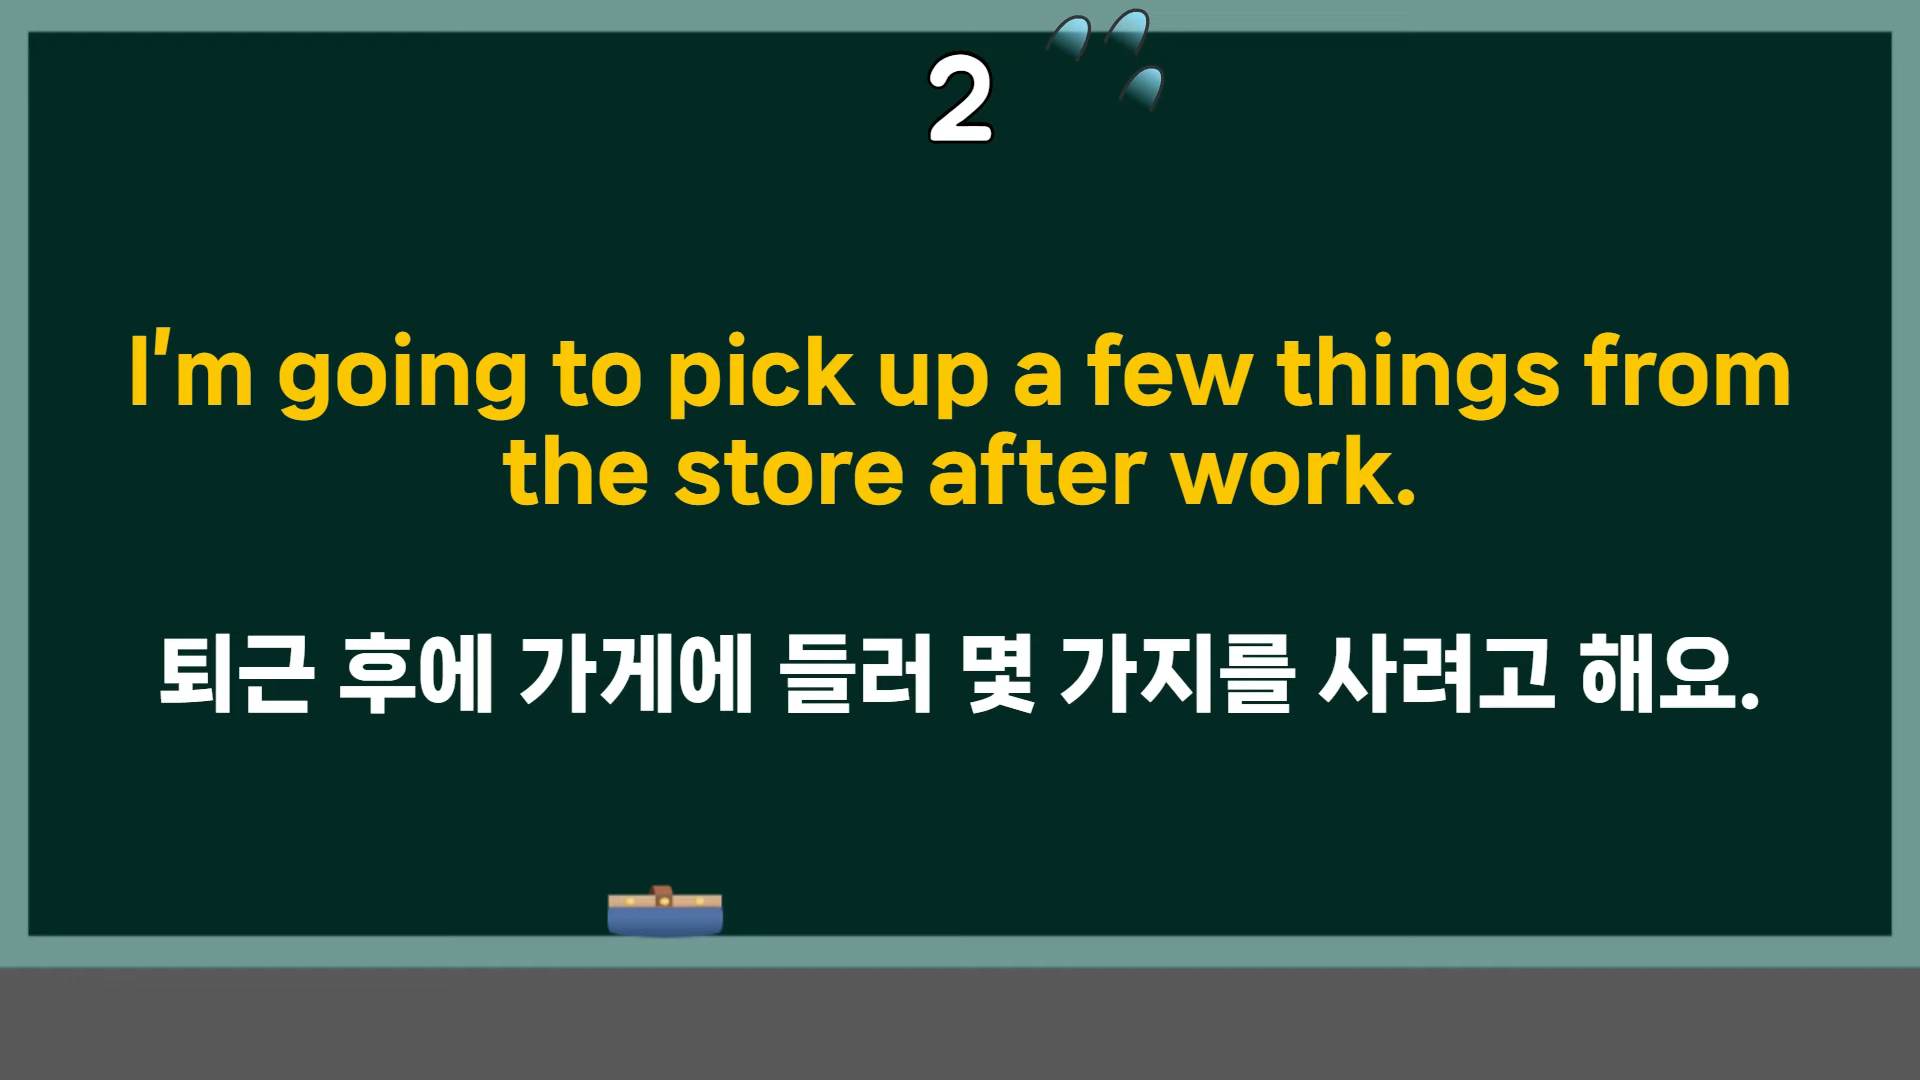 2
I'm going to pick up a few things from
the store after work.
퇴근 후에 가게에 들러 몇 가지를 사려고 해요.